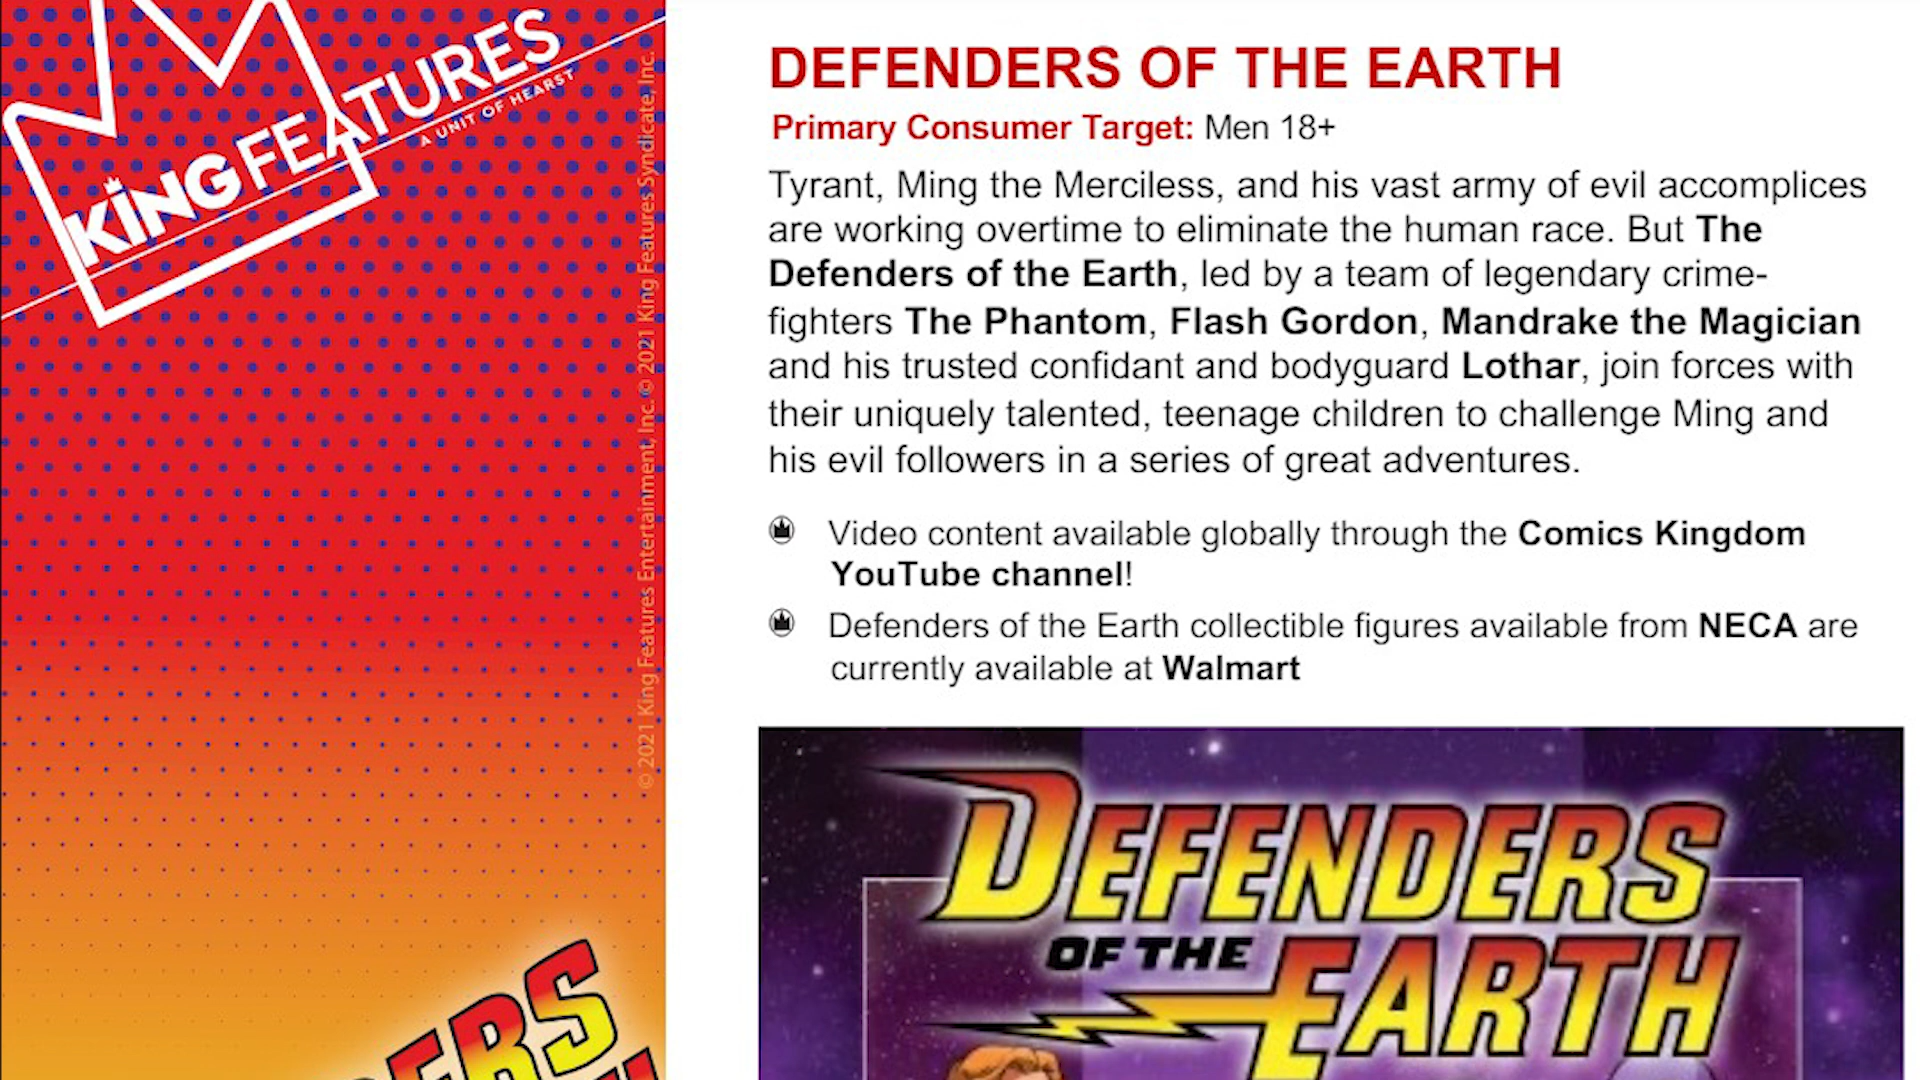 KING FEATURES
A UNIT OF HEARST
© 2021 King Features Entertainment, Inc. © 2021 King Features Syndicate, Inc.
DEFENDERS OF THE EARTH
Primary Consumer Target: Men 18+
Tyrant, Ming the Merciless, and his vast army of evil accomplices
are working overtime to eliminate the human race. But The
Defenders of the Earth, led by a team of legendary crime-
fighters The Phantom, Flash Gordon, Mandrake the Magician
and his trusted confidant and bodyguard Lothar, join forces with
their uniquely talented, teenage children to challenge Ming and
his evil followers in a series of great adventures.
Video content available globally through the Comics Kingdom
YouTube channel!
Defenders of the Earth collectible figures available from NECA are
currently available at Walmart
DEFENDERS
OF THE EARTH